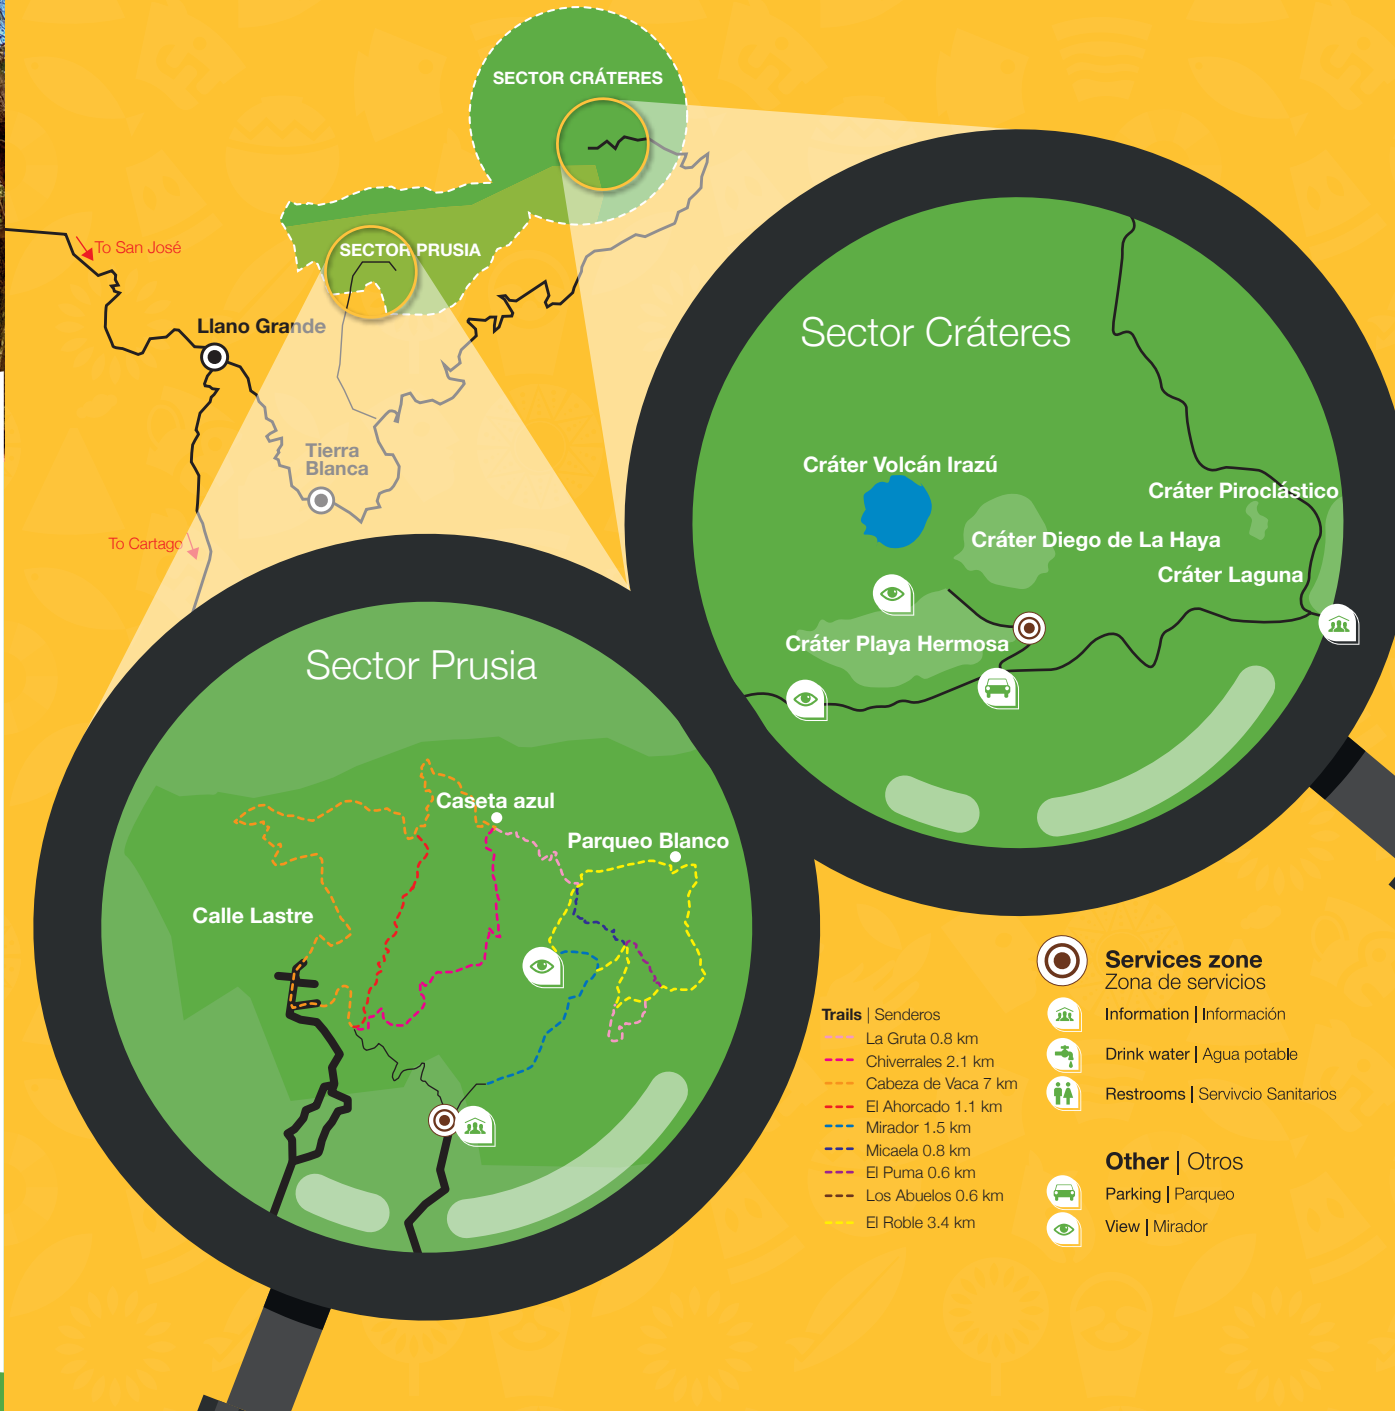 SECTOR CRÁTERES
SECTOR PRUSIA
To San José
Llano Grande
Tierra
Blanca
To Cartago
Sector Cráteres
Cráter Volcán Irazú
Cráter Piroclástico
Cráter Diego de La Haya
Cráter Laguna
Cráter Playa Hermosa
Sector Prusia
Caseta azul
Parqueo Blanco
Calle Lastre
Trails | Senderos
La Gruta 0.8 km
Chiverrales 2.1 km
Cabeza de Vaca 7 km
El Ahorcado 1.1 km
Mirador 1.5 km
Micaela 0.8 km
El Puma 0.6 km
Los Abuelos 0.6 km
El Roble 3.4 km
Services zone
Zona de servicios
Information | Información
Drink water | Agua potable
Restrooms | Servivcio Sanitarios
Other | Otros
Parking | Parqueo
View | Mirador